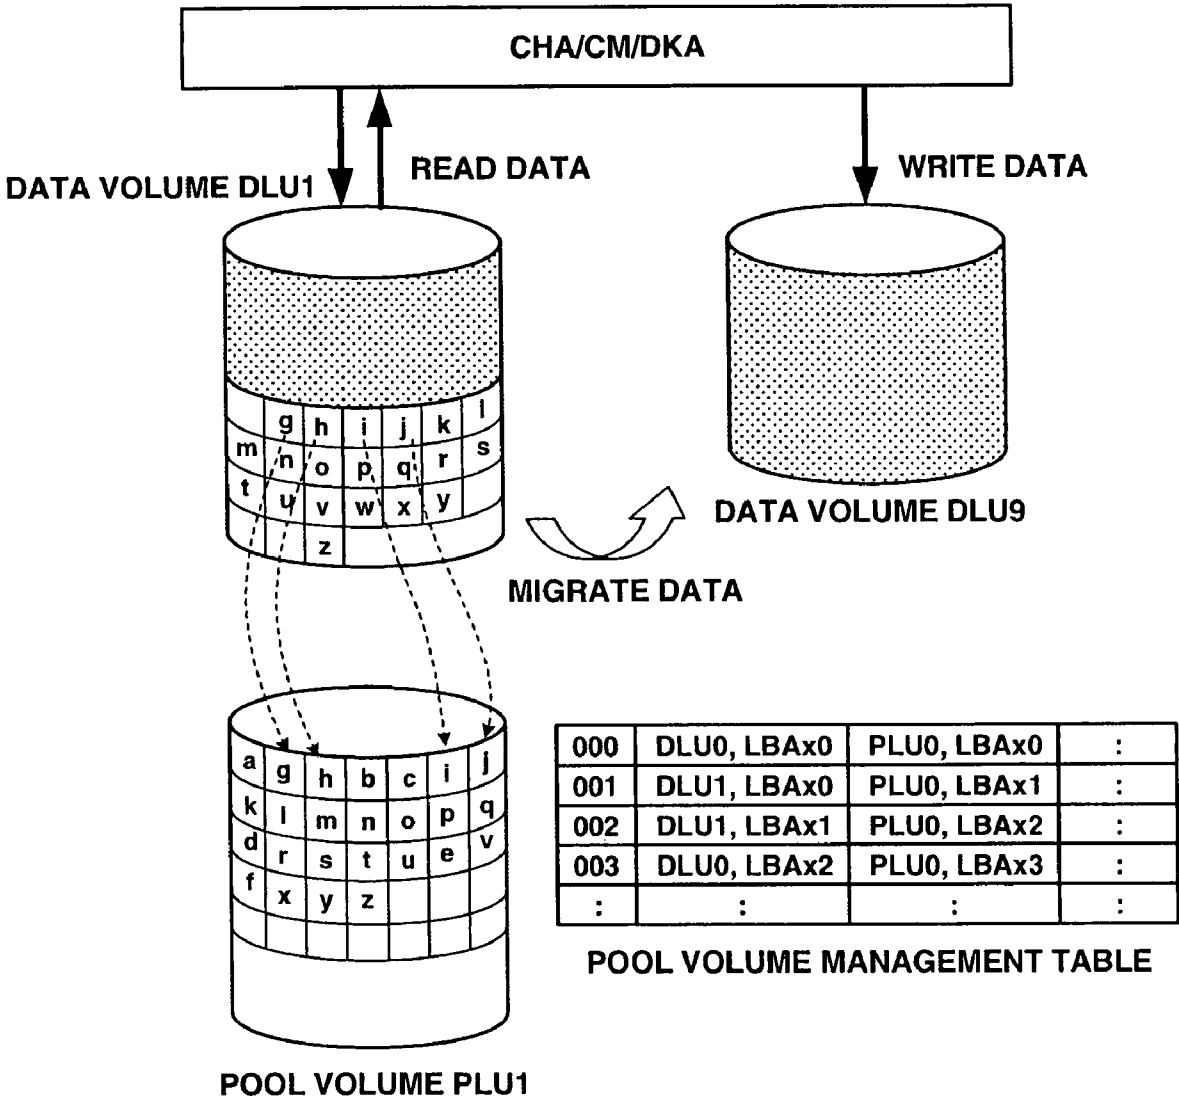 CHA/CM/DKA
READ DATA
WRITE DATA
DATA VOLUME DLU1
g h i j k l
m n o p q r s
t u v w x y
z
DATA VOLUME DLU9
MIGRATE DATA
a g h b c i j
k l m n o p q
d r s t u e v
f x y z
000 DLU0, LBAx0 PLU0, LBAx0 :
001 DLU1, LBAx0 PLU0, LBAx1 :
002 DLU1, LBAx1 PLU0, LBAx2 :
003 DLU0, LBAx2 PLU0, LBAx3 :
: : : :
POOL VOLUME MANAGEMENT TABLE
POOL VOLUME PLU1